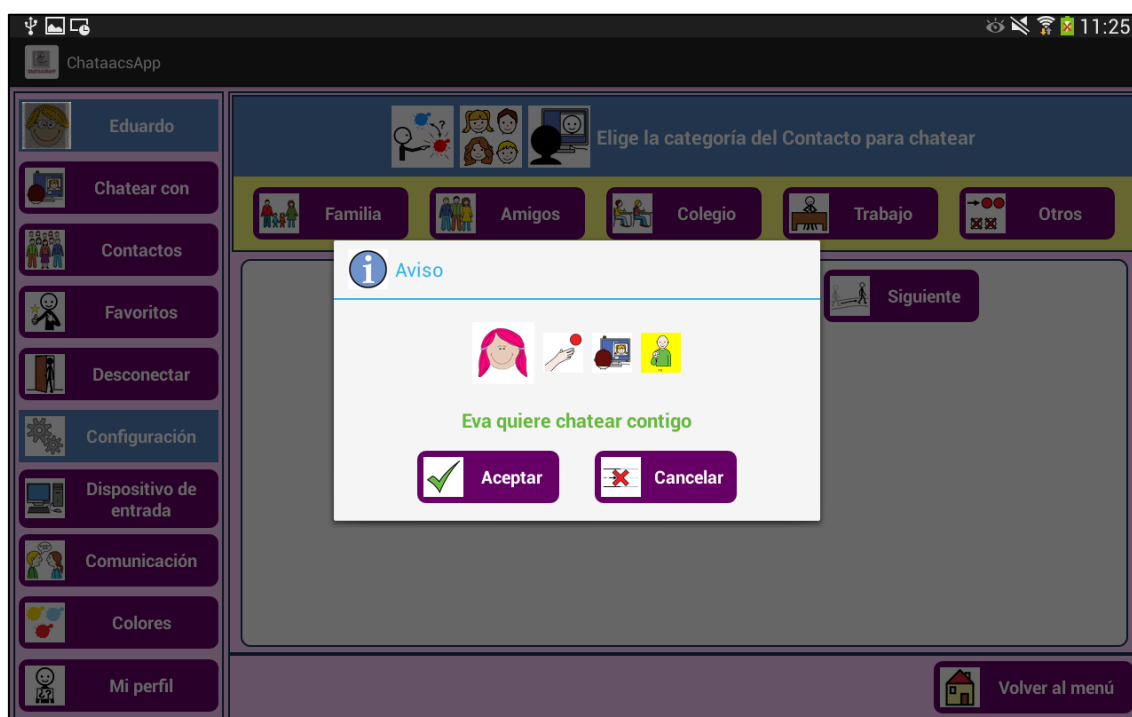 11:25
ChataacsApp
Eduardo
Chatear con
Contactos
Favoritos
Desconectar
Configuración
Dispositivo de
entrada
Comunicación
Colores
Mi perfil
Elige la categoría del Contacto para chatear
Familia
Amigos
Colegio
Trabajo
Otros
Siguiente
Aviso
Eva quiere chatear contigo
Aceptar
Cancelar
Volver al menú